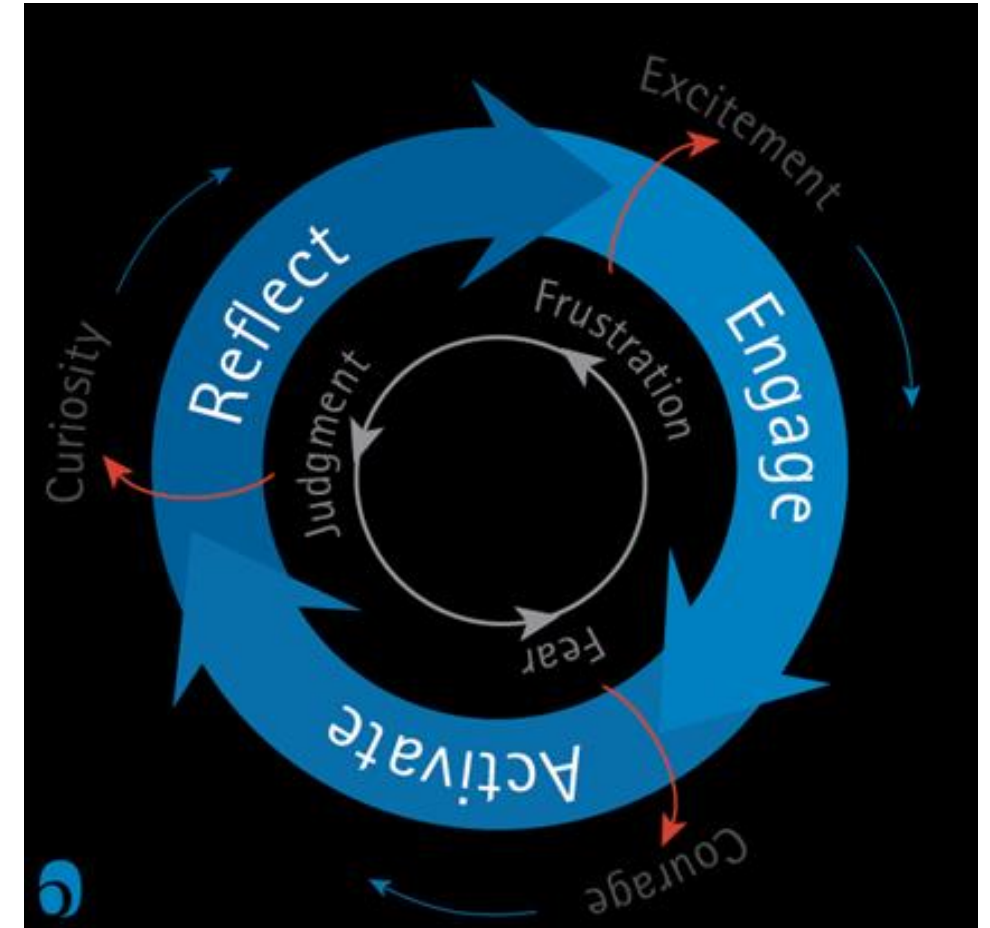 Excitement
Reflect
Engage
Frustration
Judgment
Curiosity
Fear
Activate
Courage